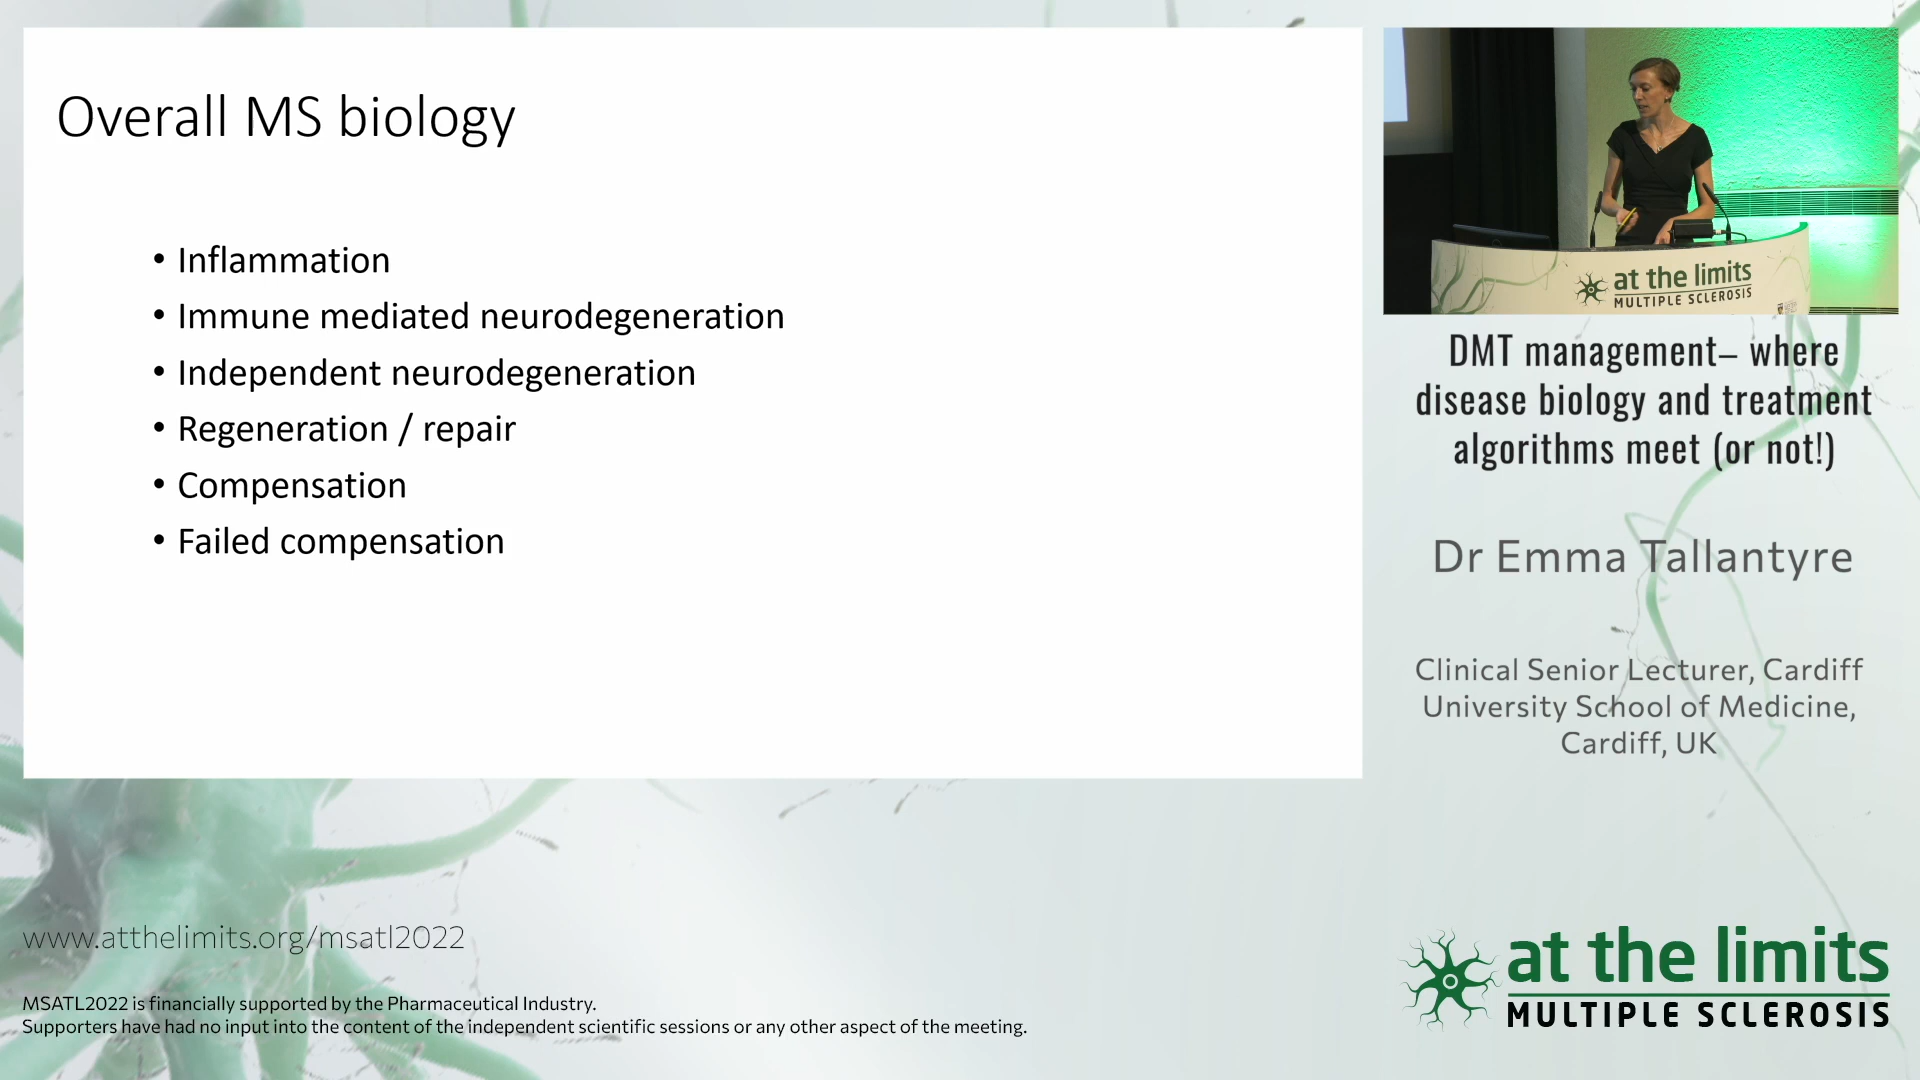 Overall MS biology
• Inflammation
• Immune mediated neurodegeneration
• Independent neurodegeneration
• Regeneration / repair
• Compensation
• Failed compensation
at the limits
MULTIPLE SCLEROSIS
DMT management– where
disease biology and treatment
algorithms meet (or not!)
Dr Emma Tallantyre
Clinical Senior Lecturer, Cardiff
University School of Medicine,
Cardiff, UK
www.atthelimits.org/msatl2022
MSATL2022 is financially supported by the Pharmaceutical Industry.
Supporters have had no input into the content of the independent scientific sessions or any other aspect of the meeting.
at the limits
MULTIPLE SCLEROSIS